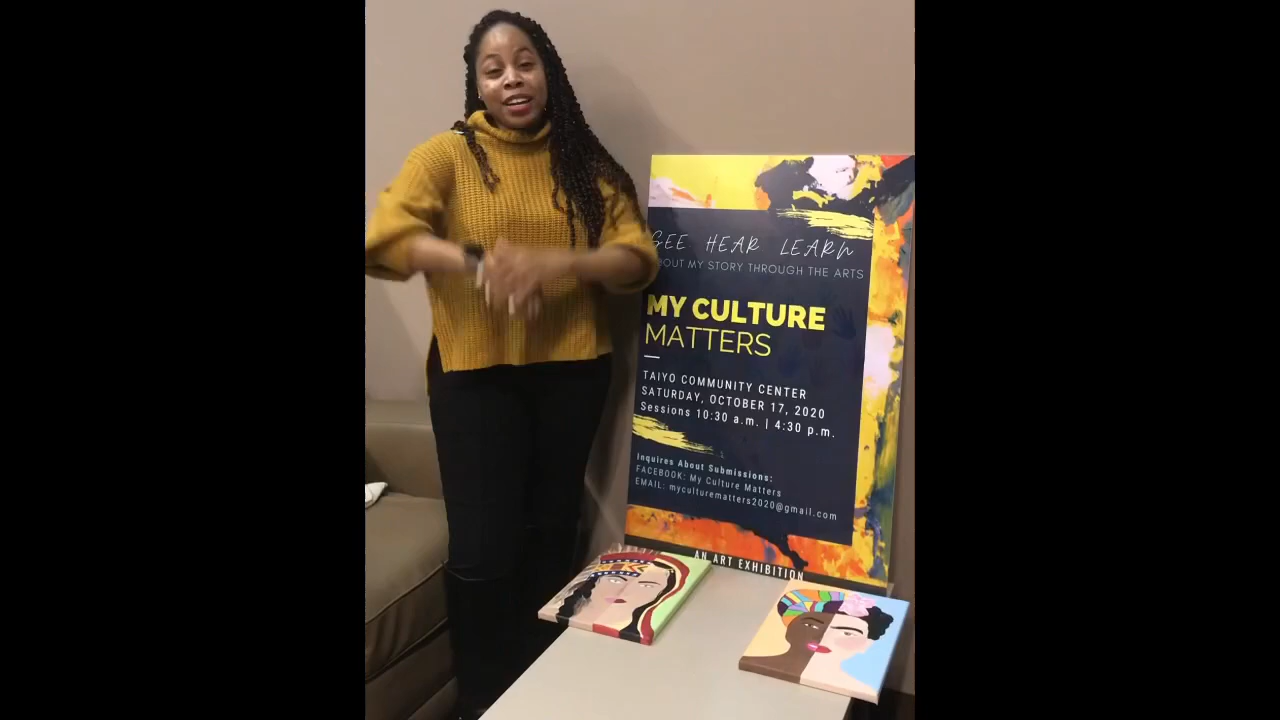 SEE HEAR LEARN
ABOUT MY STORY THROUGH THE ARTS
MY CULTURE
MATTERS
TAIYO COMMUNITY CENTER
SATURDAY, OCTOBER 17, 2020
Sessions 10:30 a.m. | 4:30 p.m.
Inquires About Submissions:
FACEBOOK: My Culture Matters
EMAIL: myculturematters2020@gmail.com
AN ART EXHIBITION